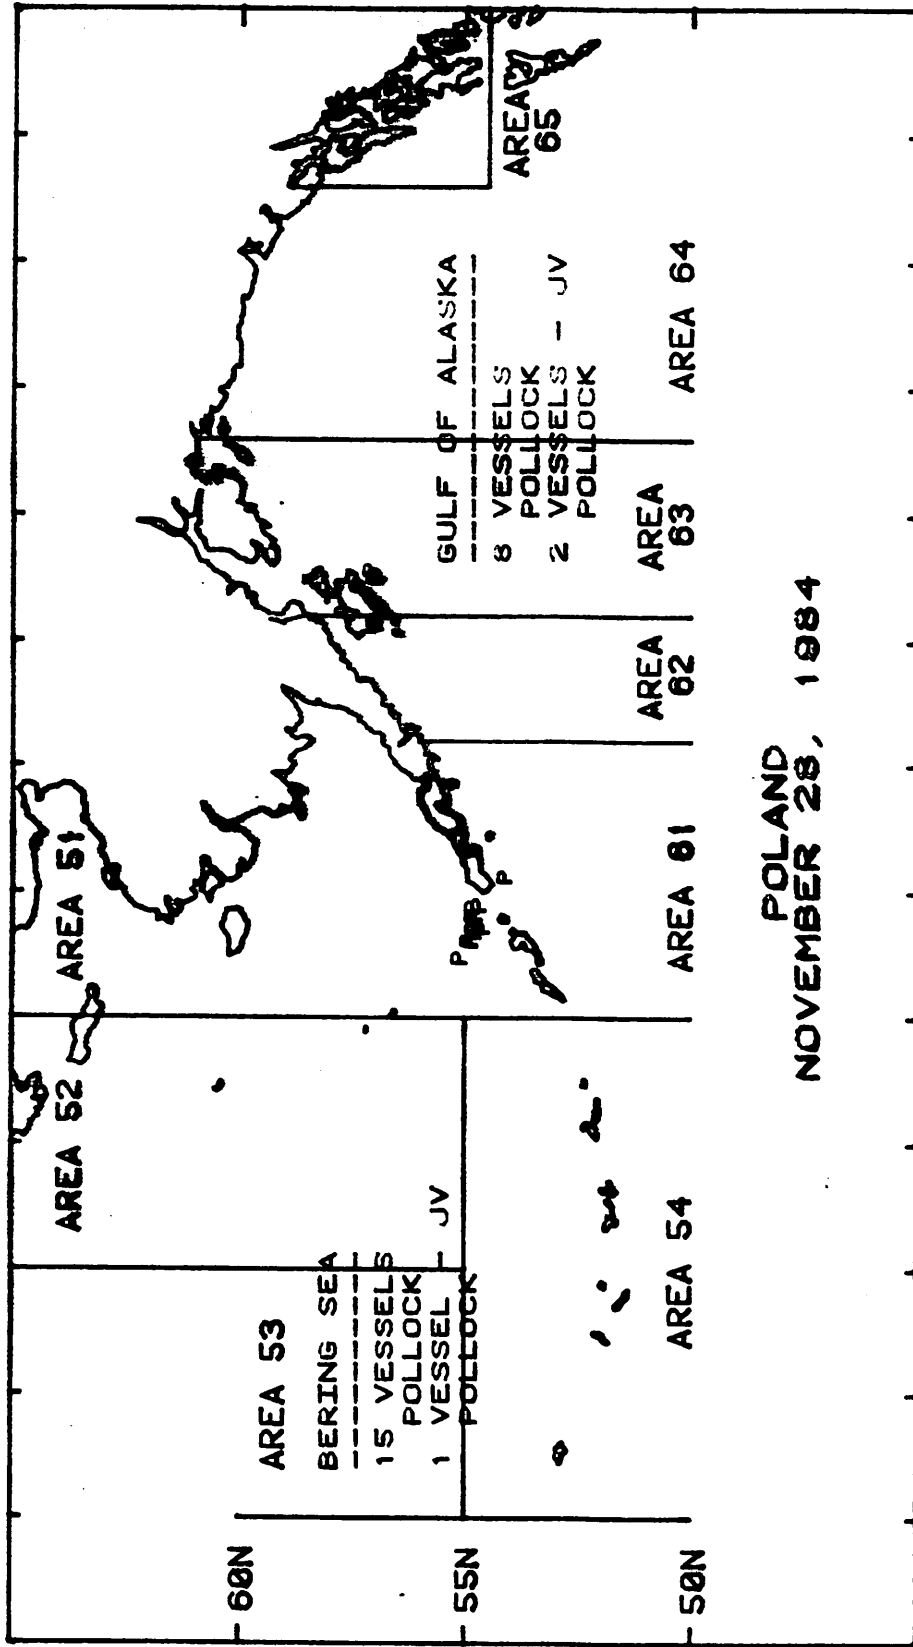 AREA 52
AREA 51
60N
AREA 53
BERING SEA
----------
15 VESSELS
POLLOCK
1 VESSEL - JV
POLLOCK
55N
P
P
GULF OF ALASKA
--------------
8 VESSELS
POLLOCK
2 VESSELS - JV
POLLOCK
AREA
65
50N
AREA 54
AREA 61
AREA
62
AREA
63
AREA 64
POLAND
NOVEMBER 28, 1984